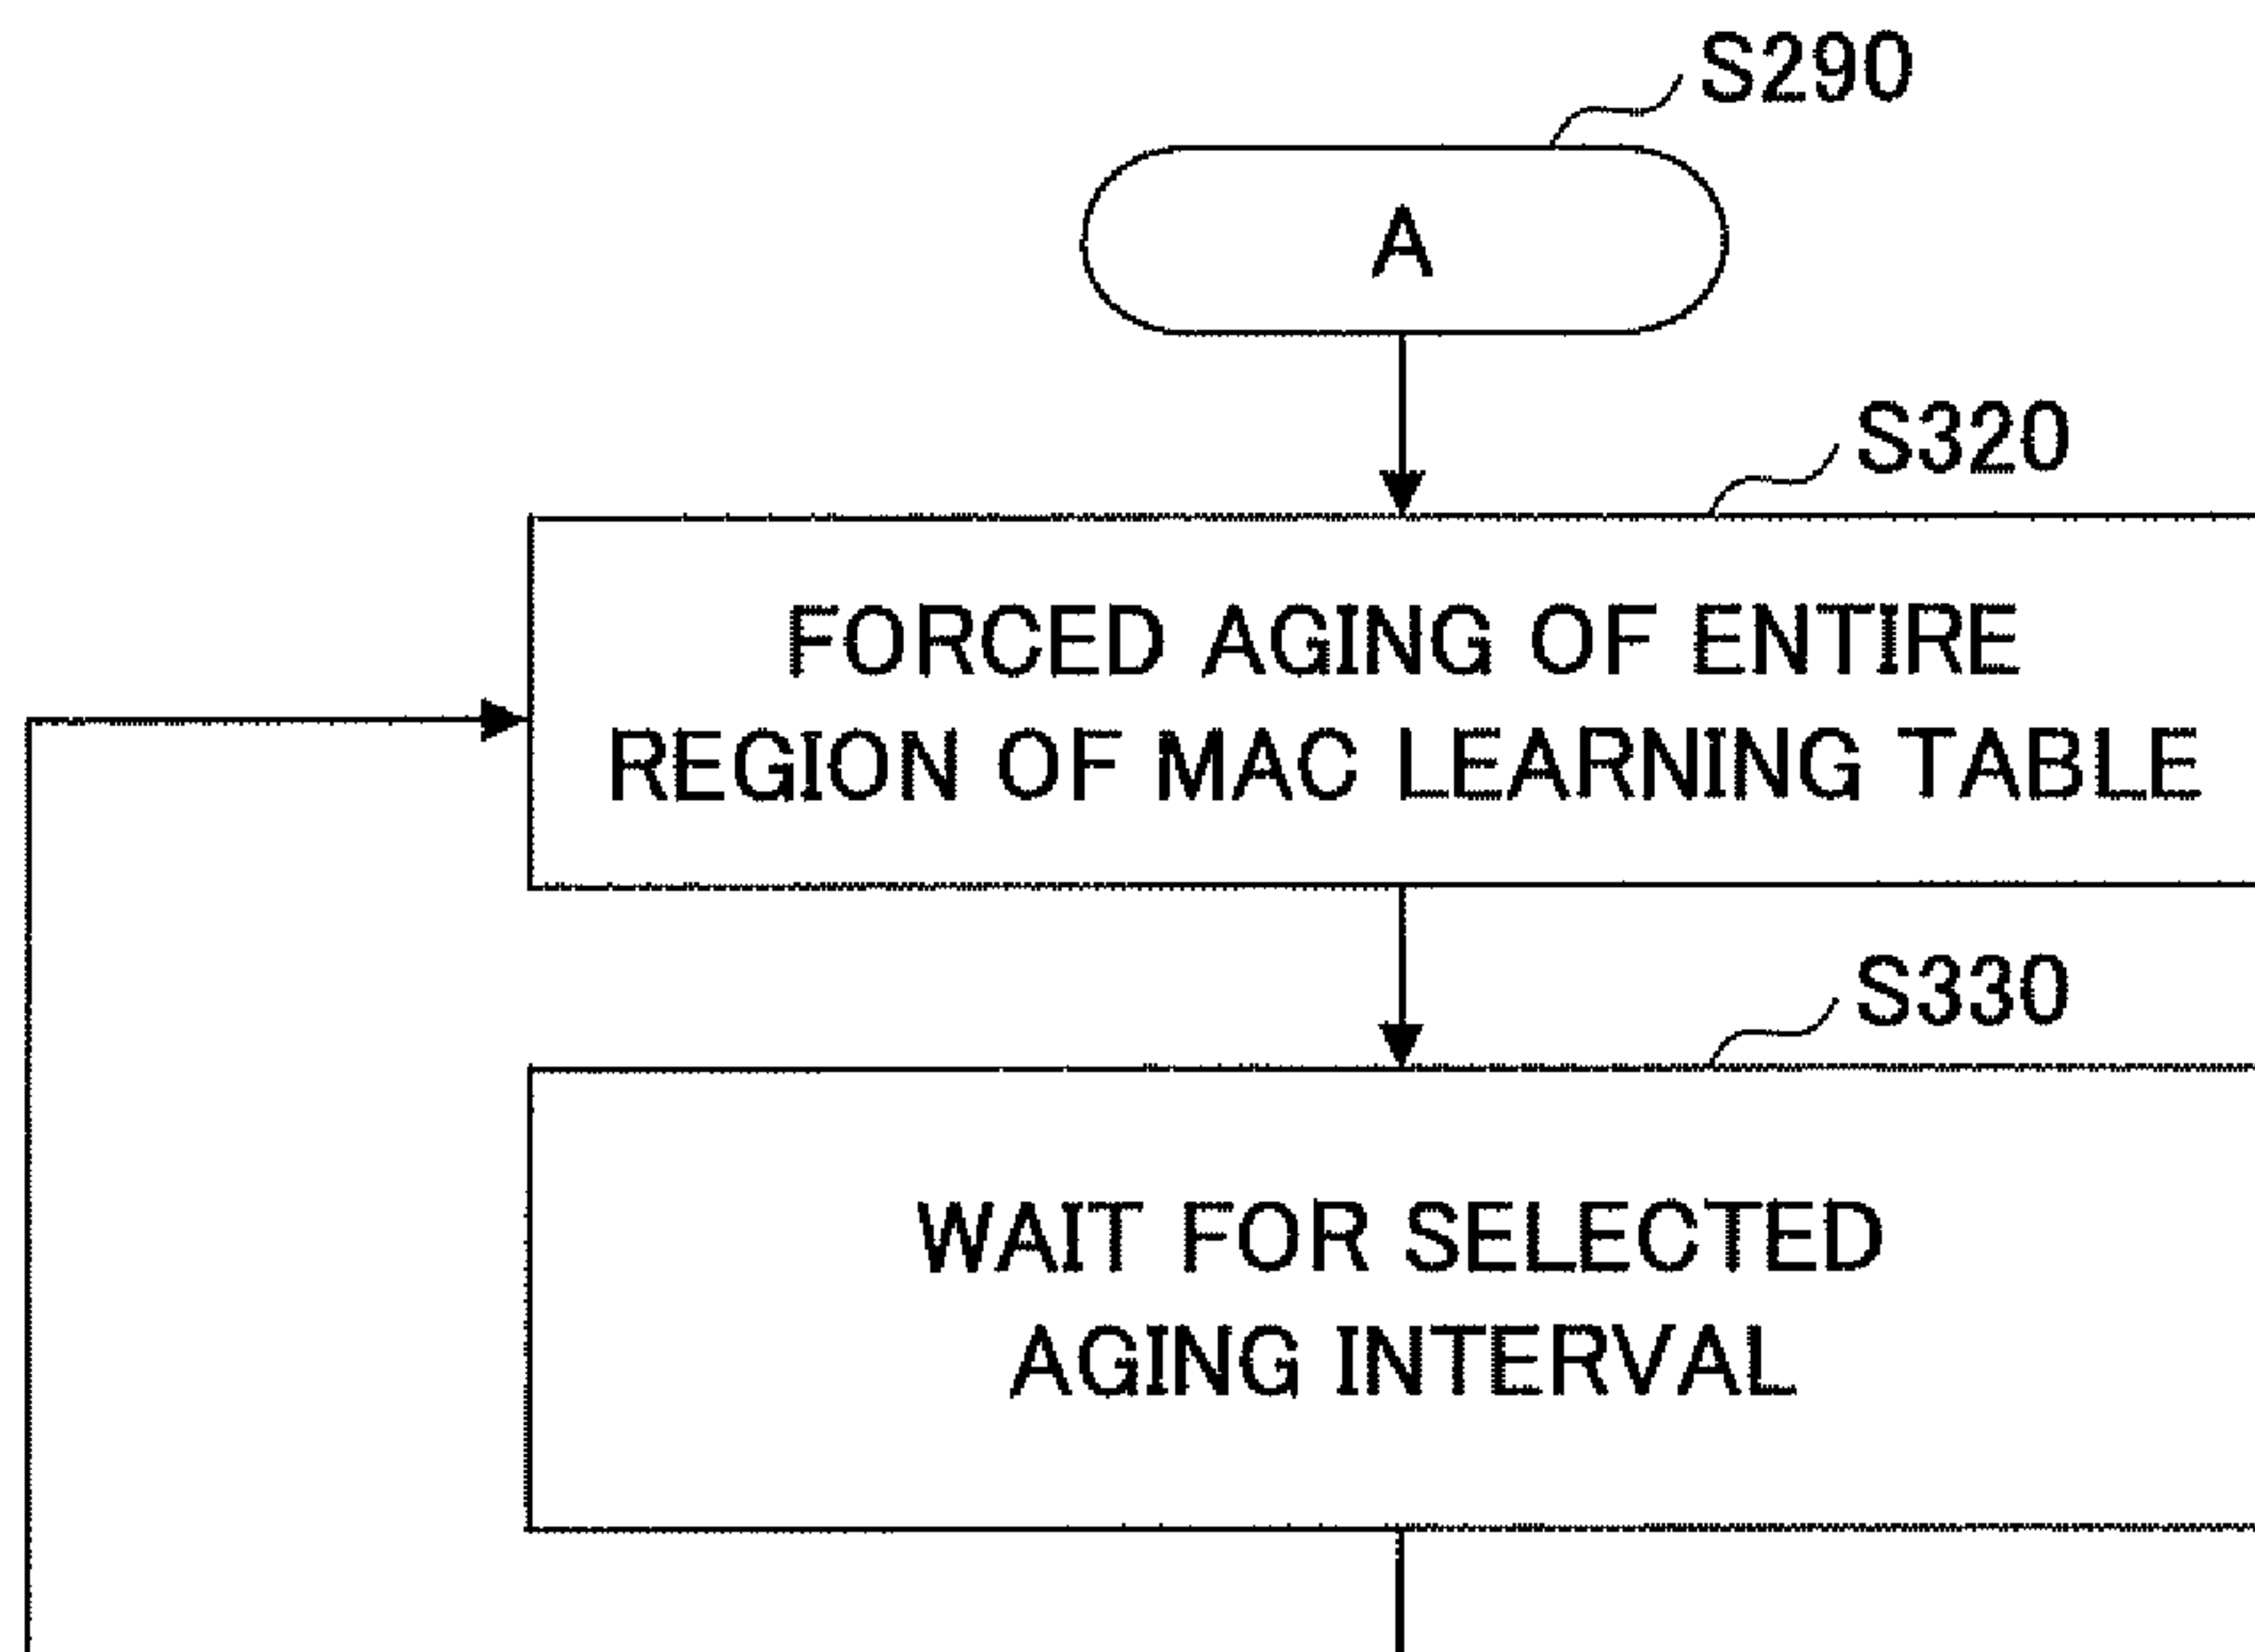 S290
A
S320
FORCED AGING OF ENTIRE
REGION OF MAC LEARNING TABLE
S330
WAIT FOR SELECTED
AGING INTERVAL